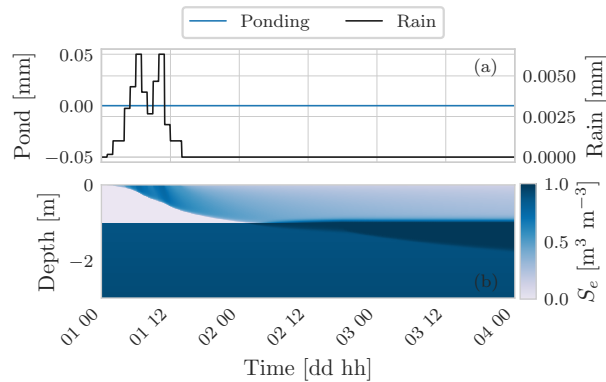 Ponding Rain
(a)
Pond [mm]
0.05
0.00
−0.05
0.0050
0.0025
0.0000
Rain [mm]
Depth [m]
0
−2
(b)
1.0
0.5
0.0
S_e [m³ m⁻³]
01 00
01 12
02 00
02 12
03 00
03 12
04 00
Time [dd hh]